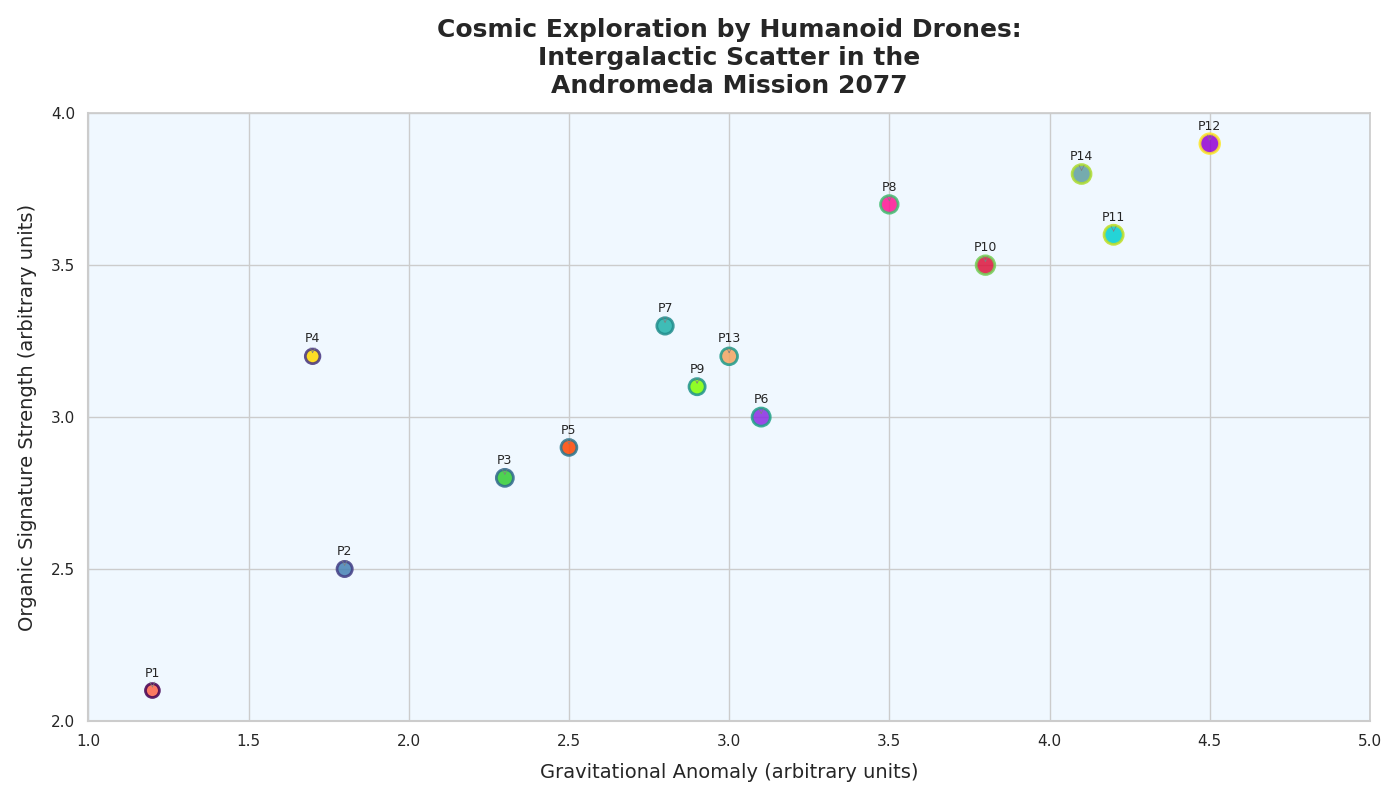 Cosmic Exploration by Humanoid Drones:
Intergalactic Scatter in the
Andromeda Mission 2077
Organic Signature Strength (arbitrary units)
4.0
3.5
3.0
2.5
2.0
P12
P14
P8
P11
P10
P7
P4
P13
P9
P6
P5
P3
P2
P1
1.0
1.5
2.0
2.5
3.0
3.5
4.0
4.5
5.0
Gravitational Anomaly (arbitrary units)